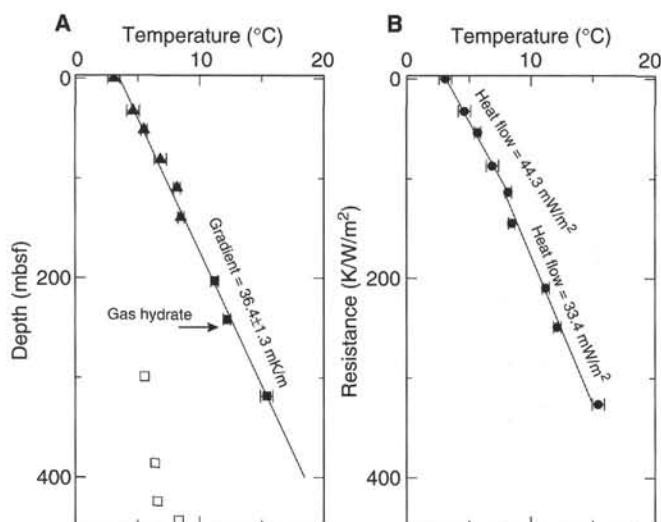 A
Temperature (°C)
0 10 20
0
200
400
Depth (mbsf)
Gradient = 36.4±1.3 mK/m
Gas hydrate
B
Temperature (°C)
0 10 20
0
200
400
Resistance (K/W/m²)
Heat flow = 44.3 mW/m²
Heat flow = 33.4 mW/m²